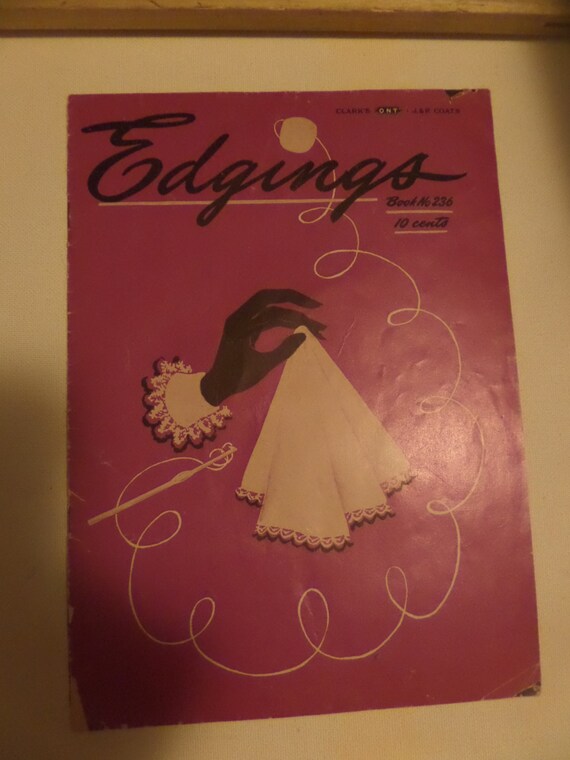 CLARK'S O.N.T. - J.& P. COATS
Edgings
Book No 236
10 cents